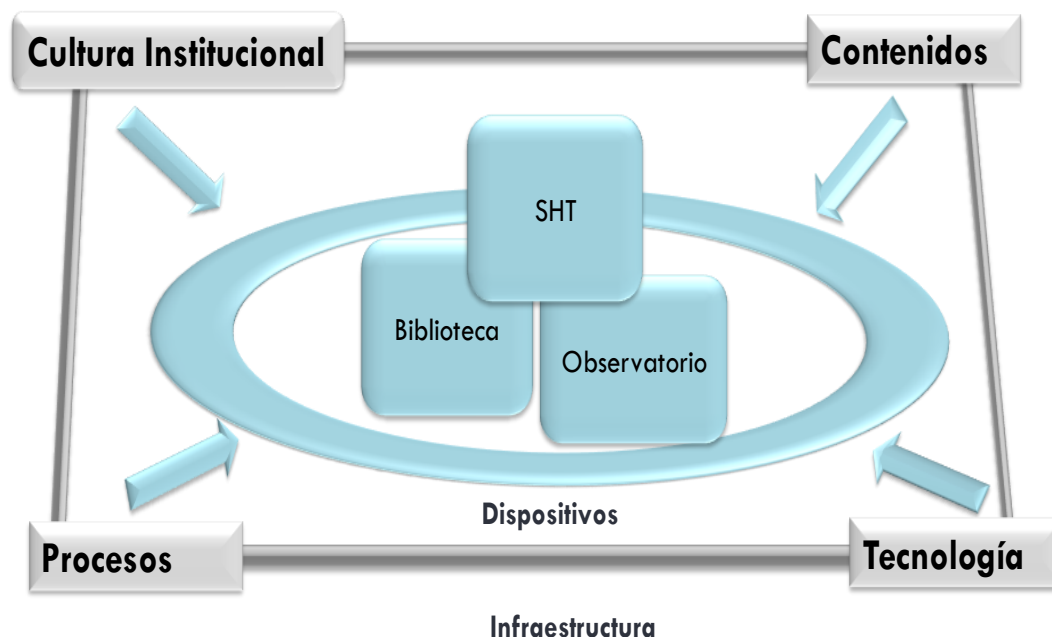 Cultura Institucional
Contenidos
SHT
Biblioteca
Observatorio
Dispositivos
Procesos
Tecnología
Infraestructura